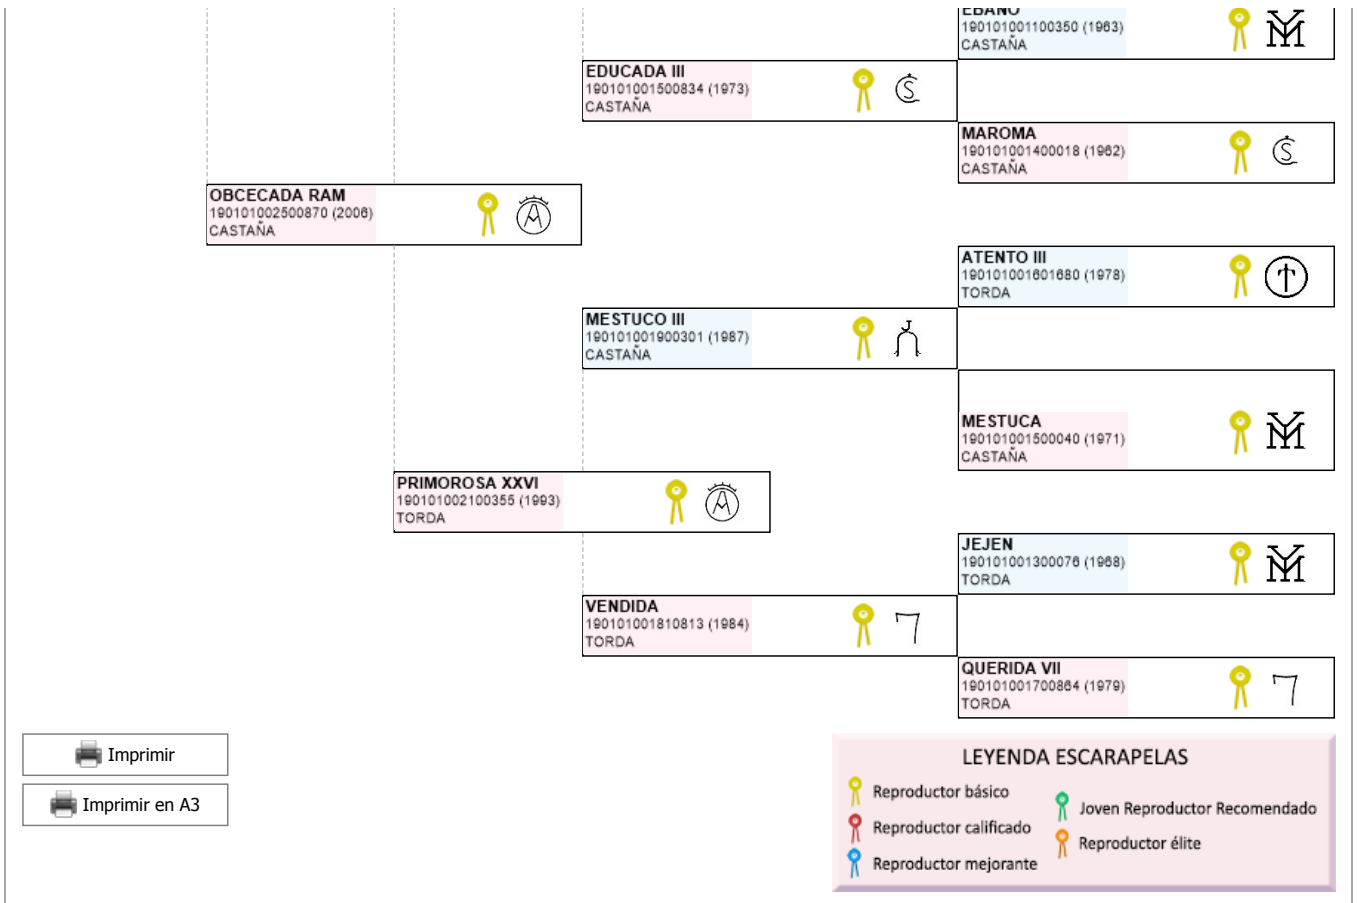 EBANO
190101001100350 (1963)
CASTAÑA
EDUCADA III
190101001500834 (1973)
CASTAÑA
MAROMA
190101001400018 (1962)
CASTAÑA
OBCECADA RAM
190101002500870 (2006)
CASTAÑA
ATENTO III
190101001601680 (1978)
TORDA
MESTUCO III
190101001900301 (1987)
CASTAÑA
MESTUCA
190101001500040 (1971)
CASTAÑA
PRIMOROSA XXVI
190101002100355 (1993)
TORDA
JEJEN
190101001300076 (1968)
TORDA
VENDIDA
190101001810813 (1984)
TORDA
QUERIDA VII
190101001700864 (1979)
TORDA
Imprimir
Imprimir en A3
LEYENDA ESCARAPELAS
Reproductor básico
Reproductor calificado
Reproductor mejorante
Joven Reproductor Recomendado
Reproductor élite